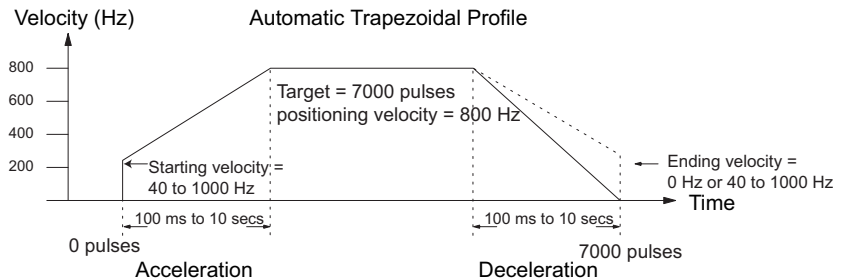 Velocity (Hz)
Automatic Trapezoidal Profile
800
600
400
200
Target = 7000 pulses
positioning velocity = 800 Hz
Starting velocity =
40 to 1000 Hz
Ending velocity =
0 Hz or 40 to 1000 Hz
Time
100 ms to 10 secs
100 ms to 10 secs
0 pulses
7000 pulses
Acceleration
Deceleration